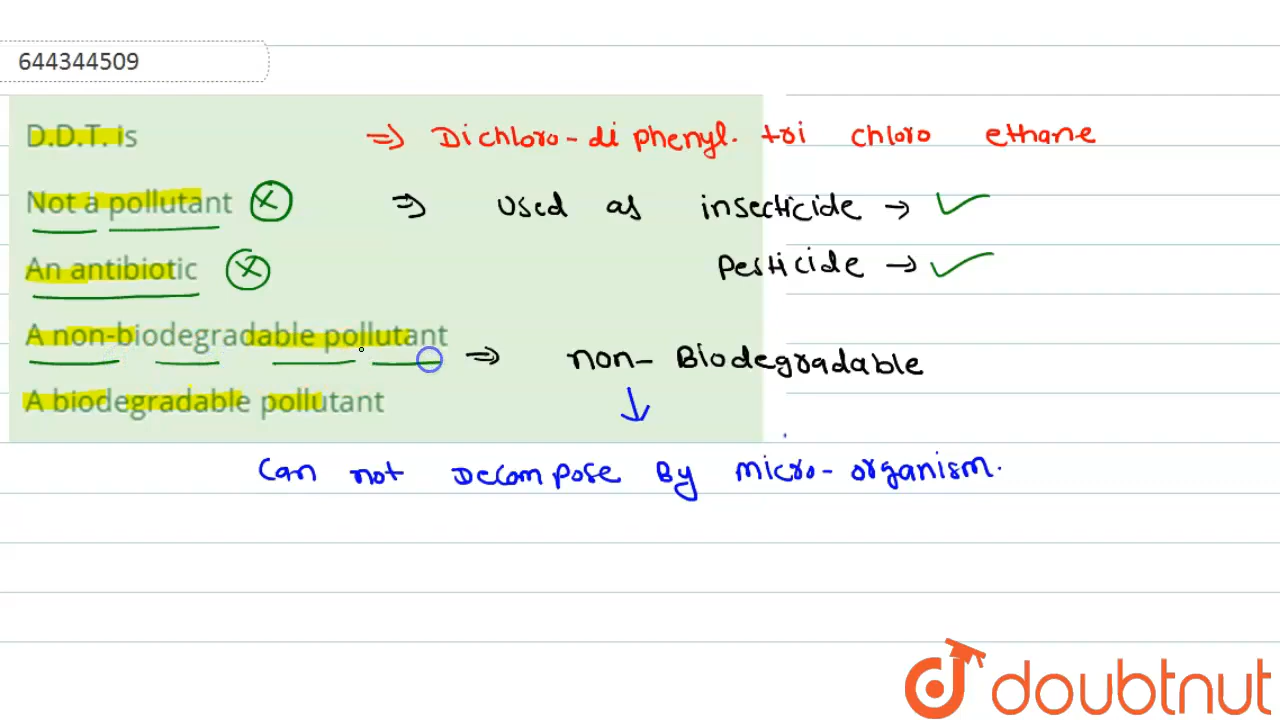 644344509
D.D.T. is ⇒ Dichloro-di phenyl. tri chloro ethane
Not a pollutant ⇒ used as insecticide →
An antibiotic Pesticide →
A non-biodegradable pollutant ⇒ non-Biodegradable
A biodegradable pollutant
Can not Decompose By micro-organism.
doubtnut